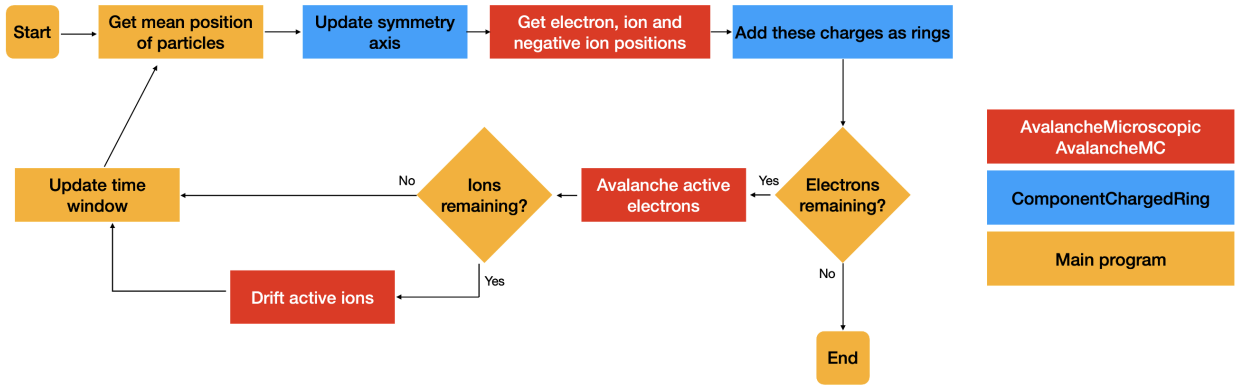 Start
Get mean position
of particles
Update symmetry
axis
Get electron, ion and
negative ion positions
Add these charges as rings
AvalancheMicroscopic
AvalancheMC
ComponentChargedRing
Main program
Electrons
remaining?
Yes
No
Avalanche active
electrons
Ions
remaining?
No
Yes
Update time
window
Drift active ions
End